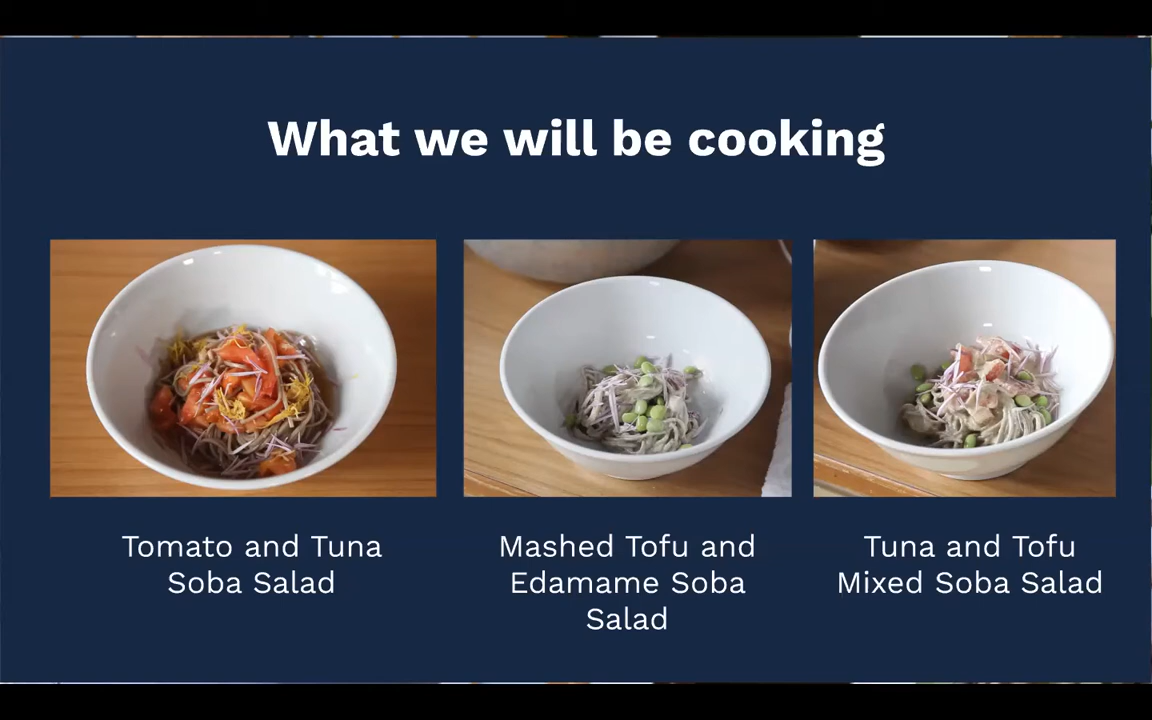 What we will be cooking
Tomato and Tuna
Soba Salad
Mashed Tofu and
Edamame Soba
Salad
Tuna and Tofu
Mixed Soba Salad